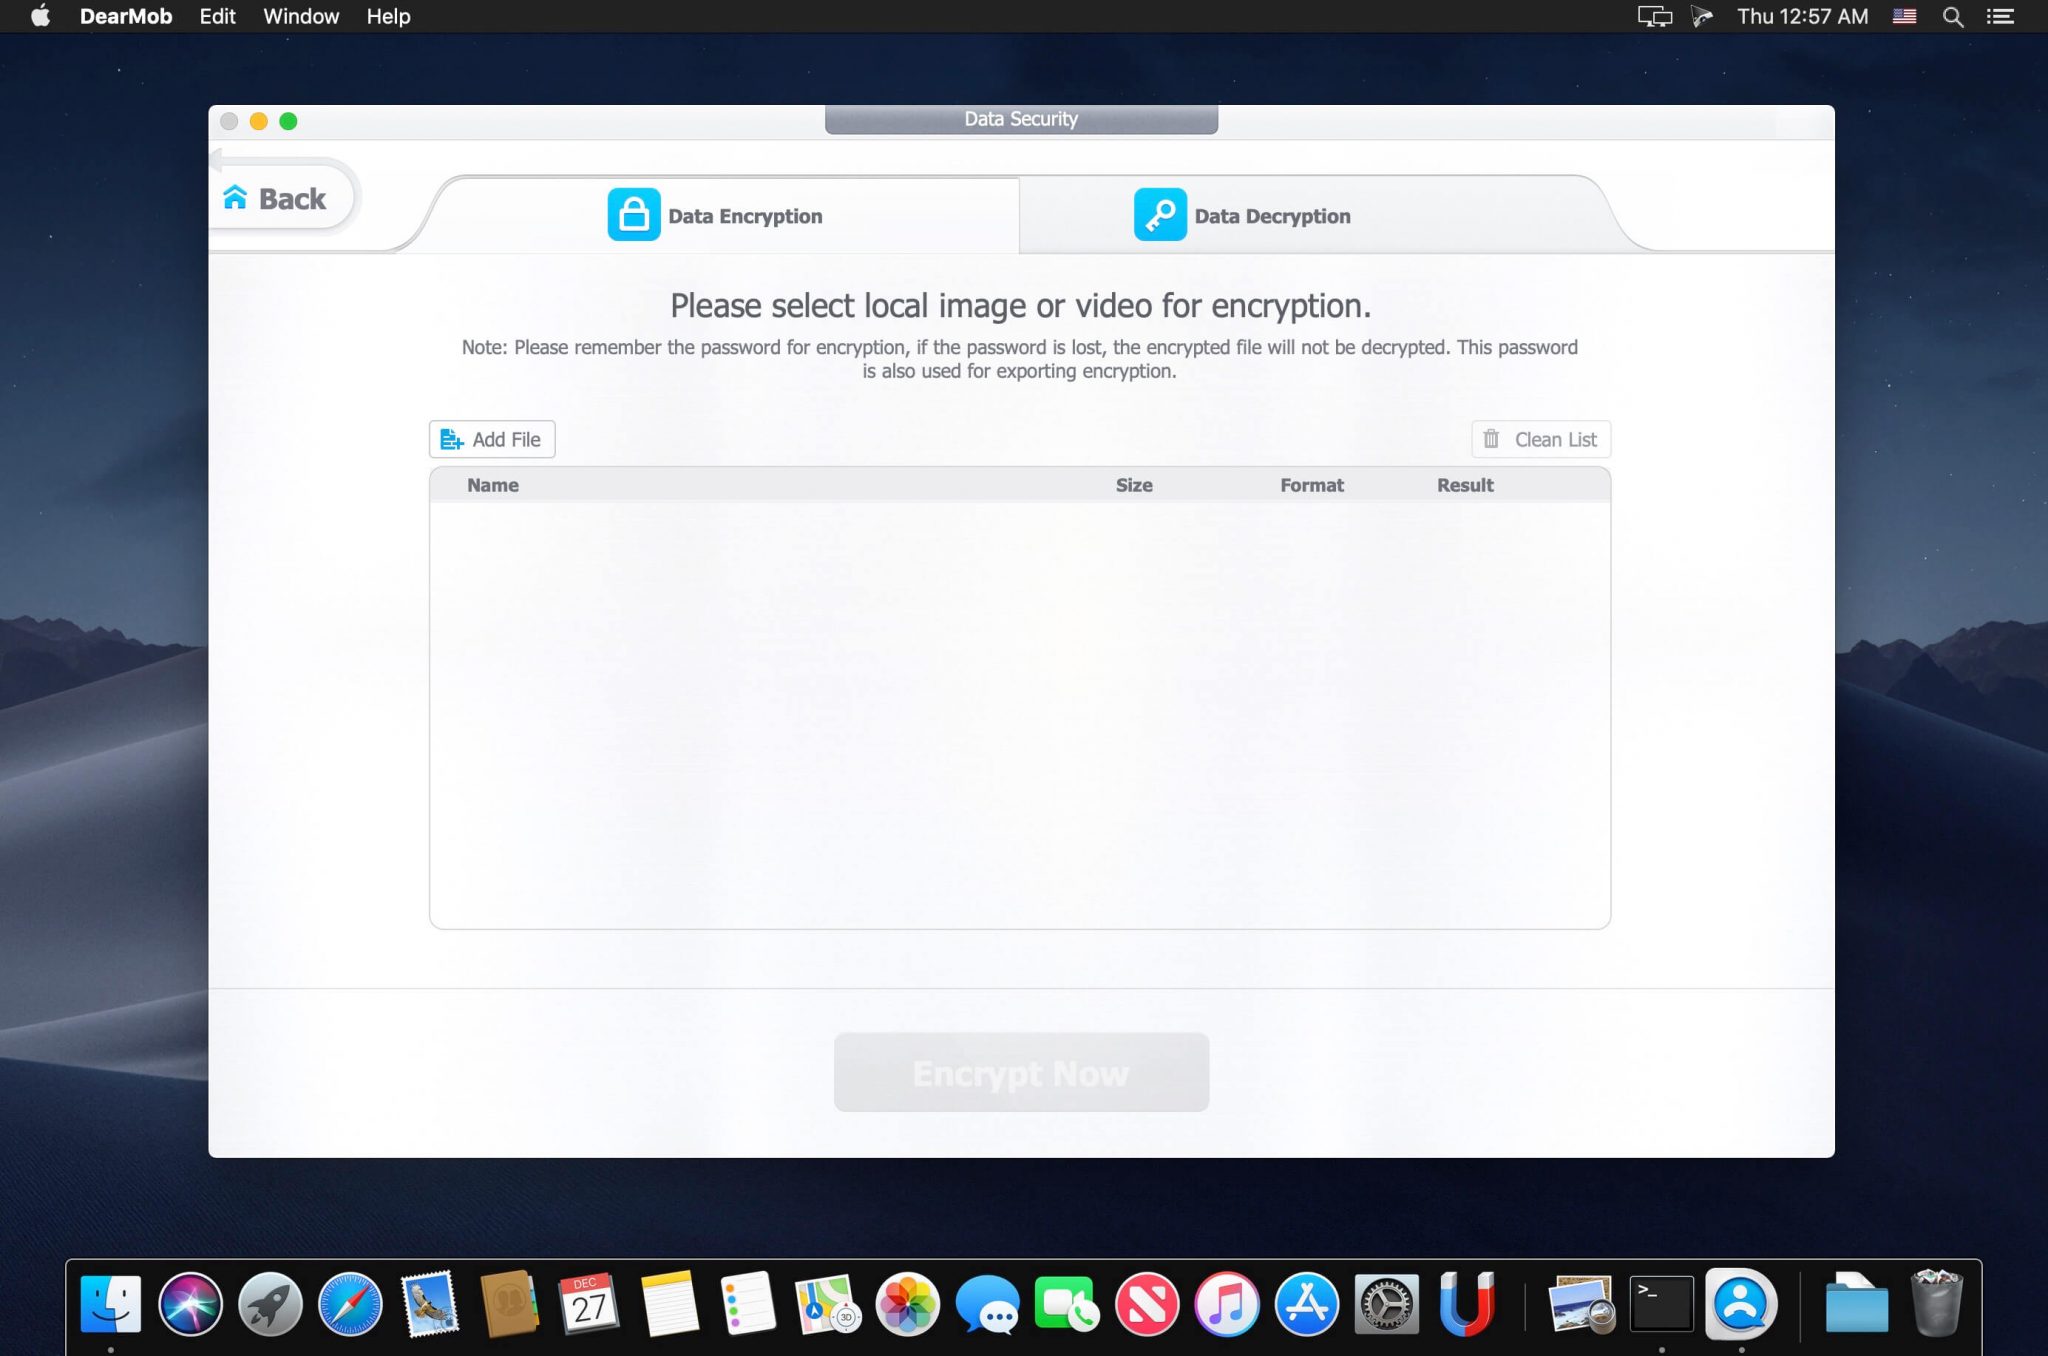 DearMob Edit Window Help Thu 12:57 AM
Data Security
Back
Data Encryption Data Decryption
Please select local image or video for encryption.
Note: Please remember the password for encryption, if the password is lost, the encrypted file will not be decrypted. This password
is also used for exporting encryption.
Add File Clean List
Name Size Format Result
Encrypt Now
DEC
27
3D
>_